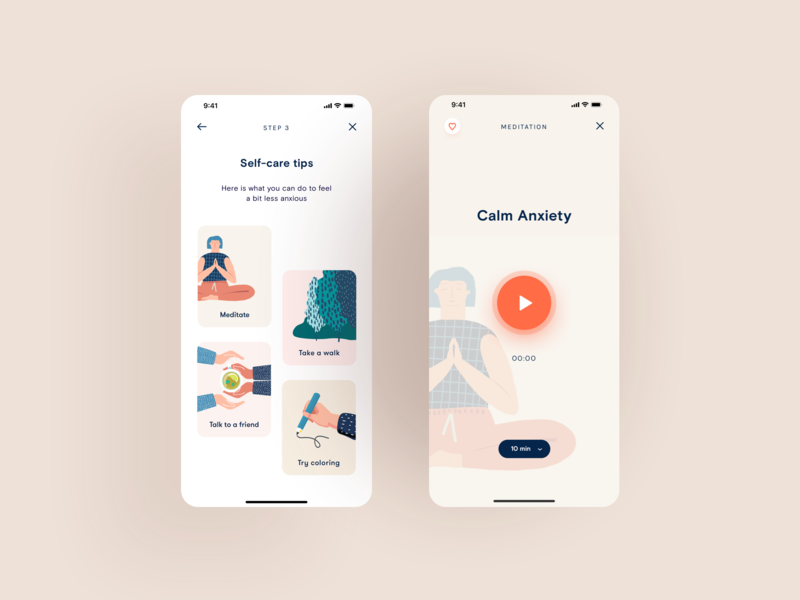 9:41
STEP 3
Self-care tips
Here is what you can do to feel
a bit less anxious
Meditate
Take a walk
Talk to a friend
Try coloring
9:41
MEDITATION
Calm Anxiety
00:00
10 min